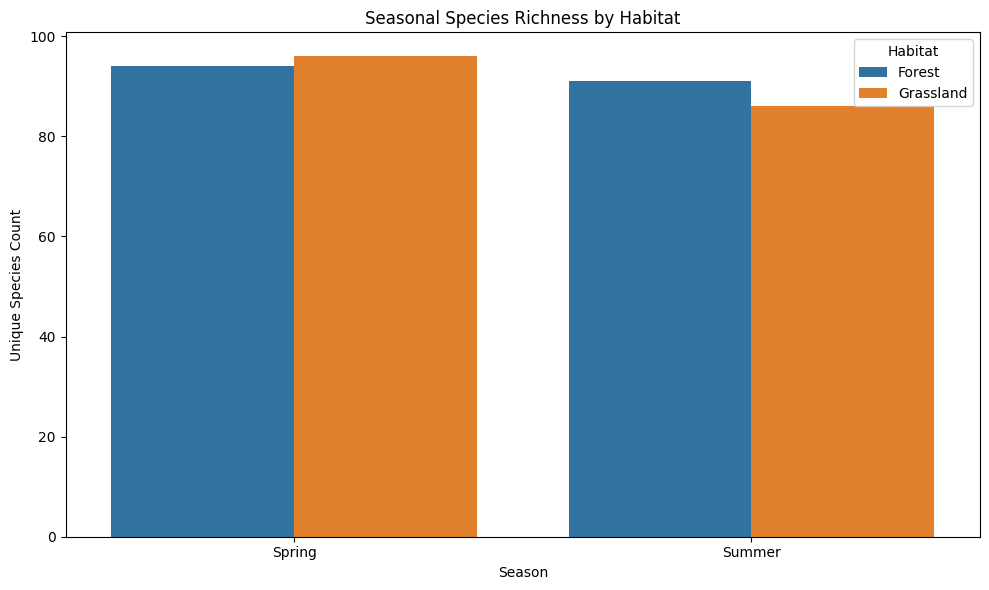 Seasonal Species Richness by Habitat
Habitat
Forest
Grassland
Unique Species Count
100
80
60
40
20
0
Spring
Summer
Season